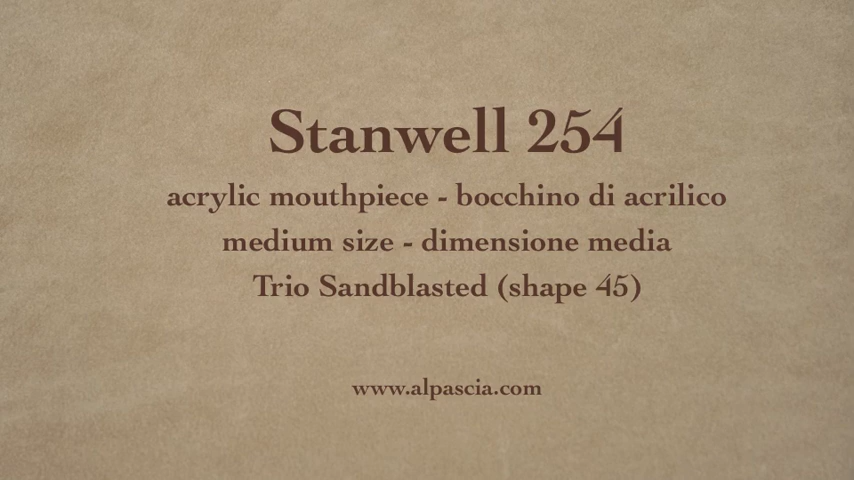 Stanwell 254
acrylic mouthpiece - bocchino di acrilico
medium size - dimensione media
Trio Sandblasted (shape 45)
www.alpascia.com